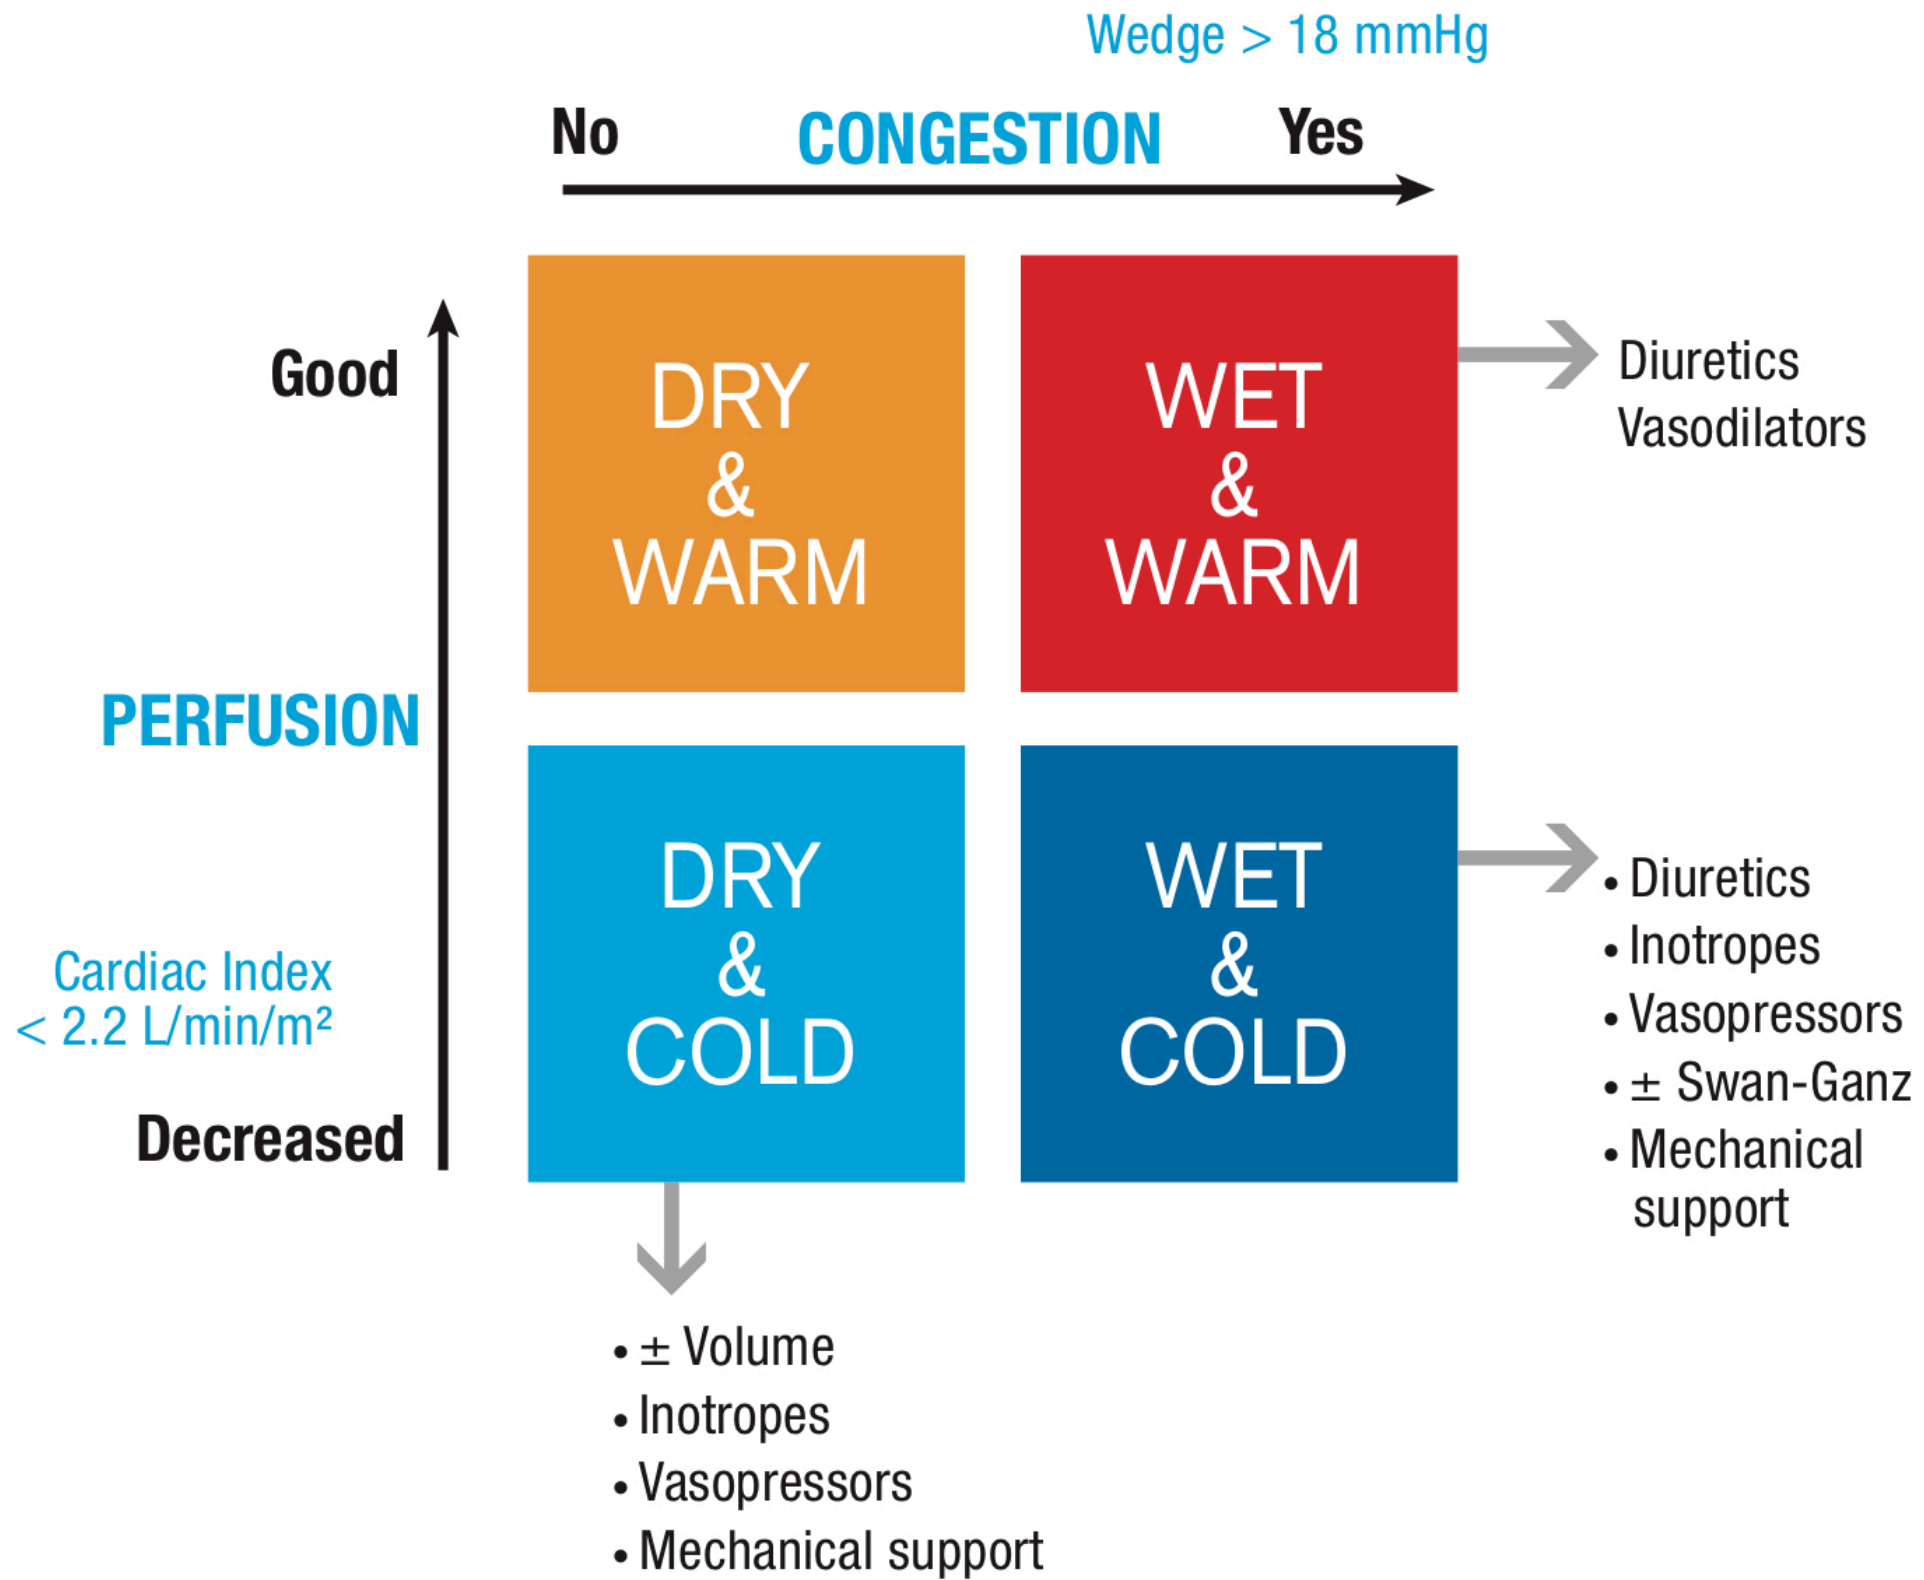 Wedge > 18 mmHg
No CONGESTION Yes
Good
DRY
&
WARM
WET
&
WARM
Diuretics
Vasodilators
PERFUSION
Cardiac Index
< 2.2 L/min/m²
Decreased
DRY
&
COLD
WET
&
COLD
• Diuretics
• Inotropes
• Vasopressors
• ± Swan-Ganz
• Mechanical
support
• ± Volume
• Inotropes
• Vasopressors
• Mechanical support